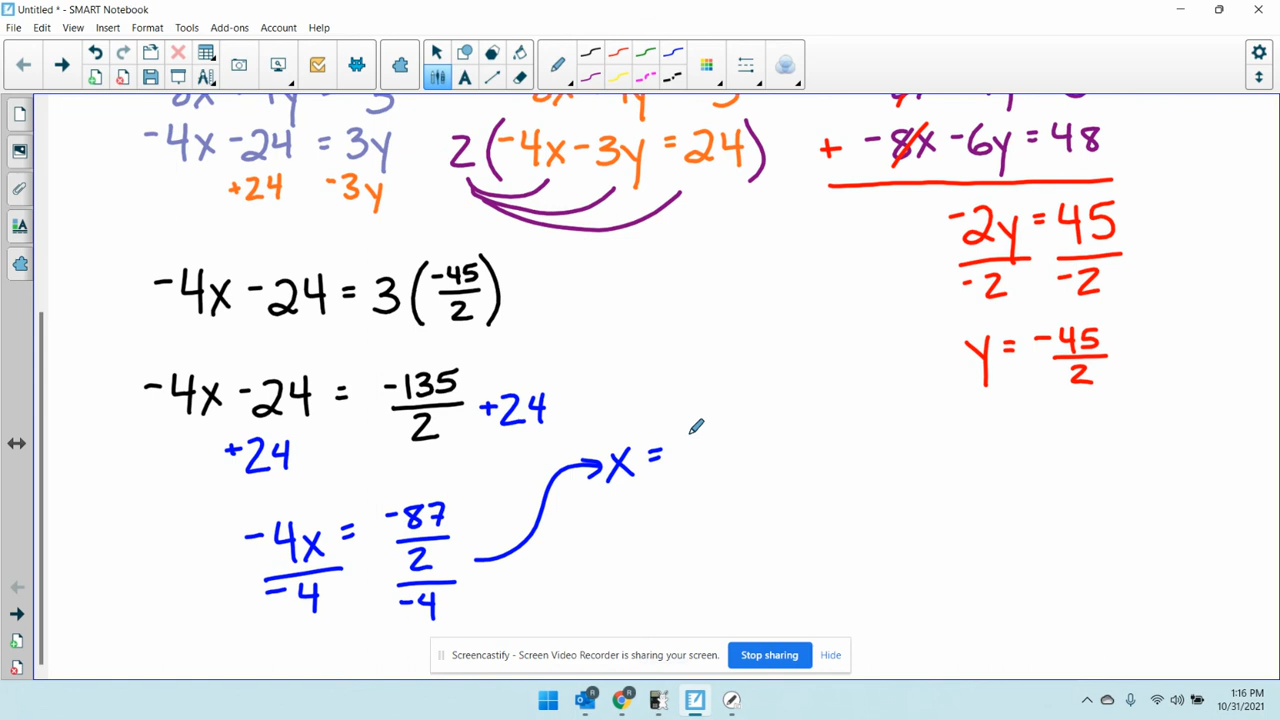 Untitled * - SMART Notebook
File Edit View Insert Format Tools Add-ons Account Help
-4x -24 = 3y
+24 -3y
2(-4x -3y = 24)
+ -8x -6y = 48
-2y = 45
-2 -2
y = -45/2
-4x -24 = 3(-45/2)
-4x -24 = -135/2 +24
+24
x =
-4x = -87/2
-4 -4
Screencastify - Screen Video Recorder is sharing your screen. Stop sharing Hide
1:16 PM
10/31/2021